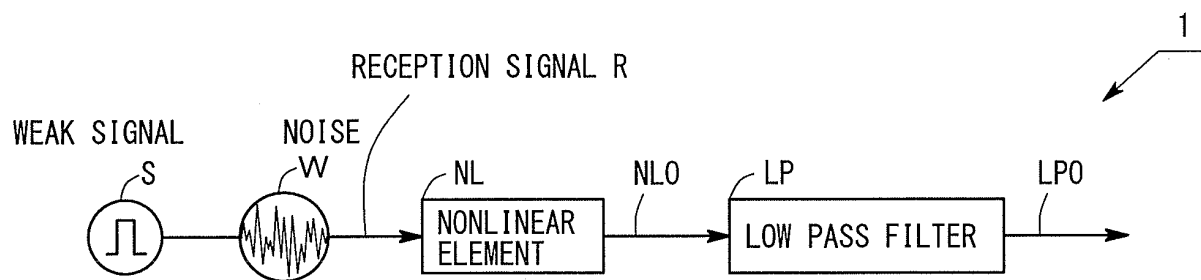 1
RECEPTION SIGNAL R
WEAK SIGNAL
NOISE
S
W
NL
NLO
LP
LPO
NONLINEAR
ELEMENT
LOW PASS FILTER